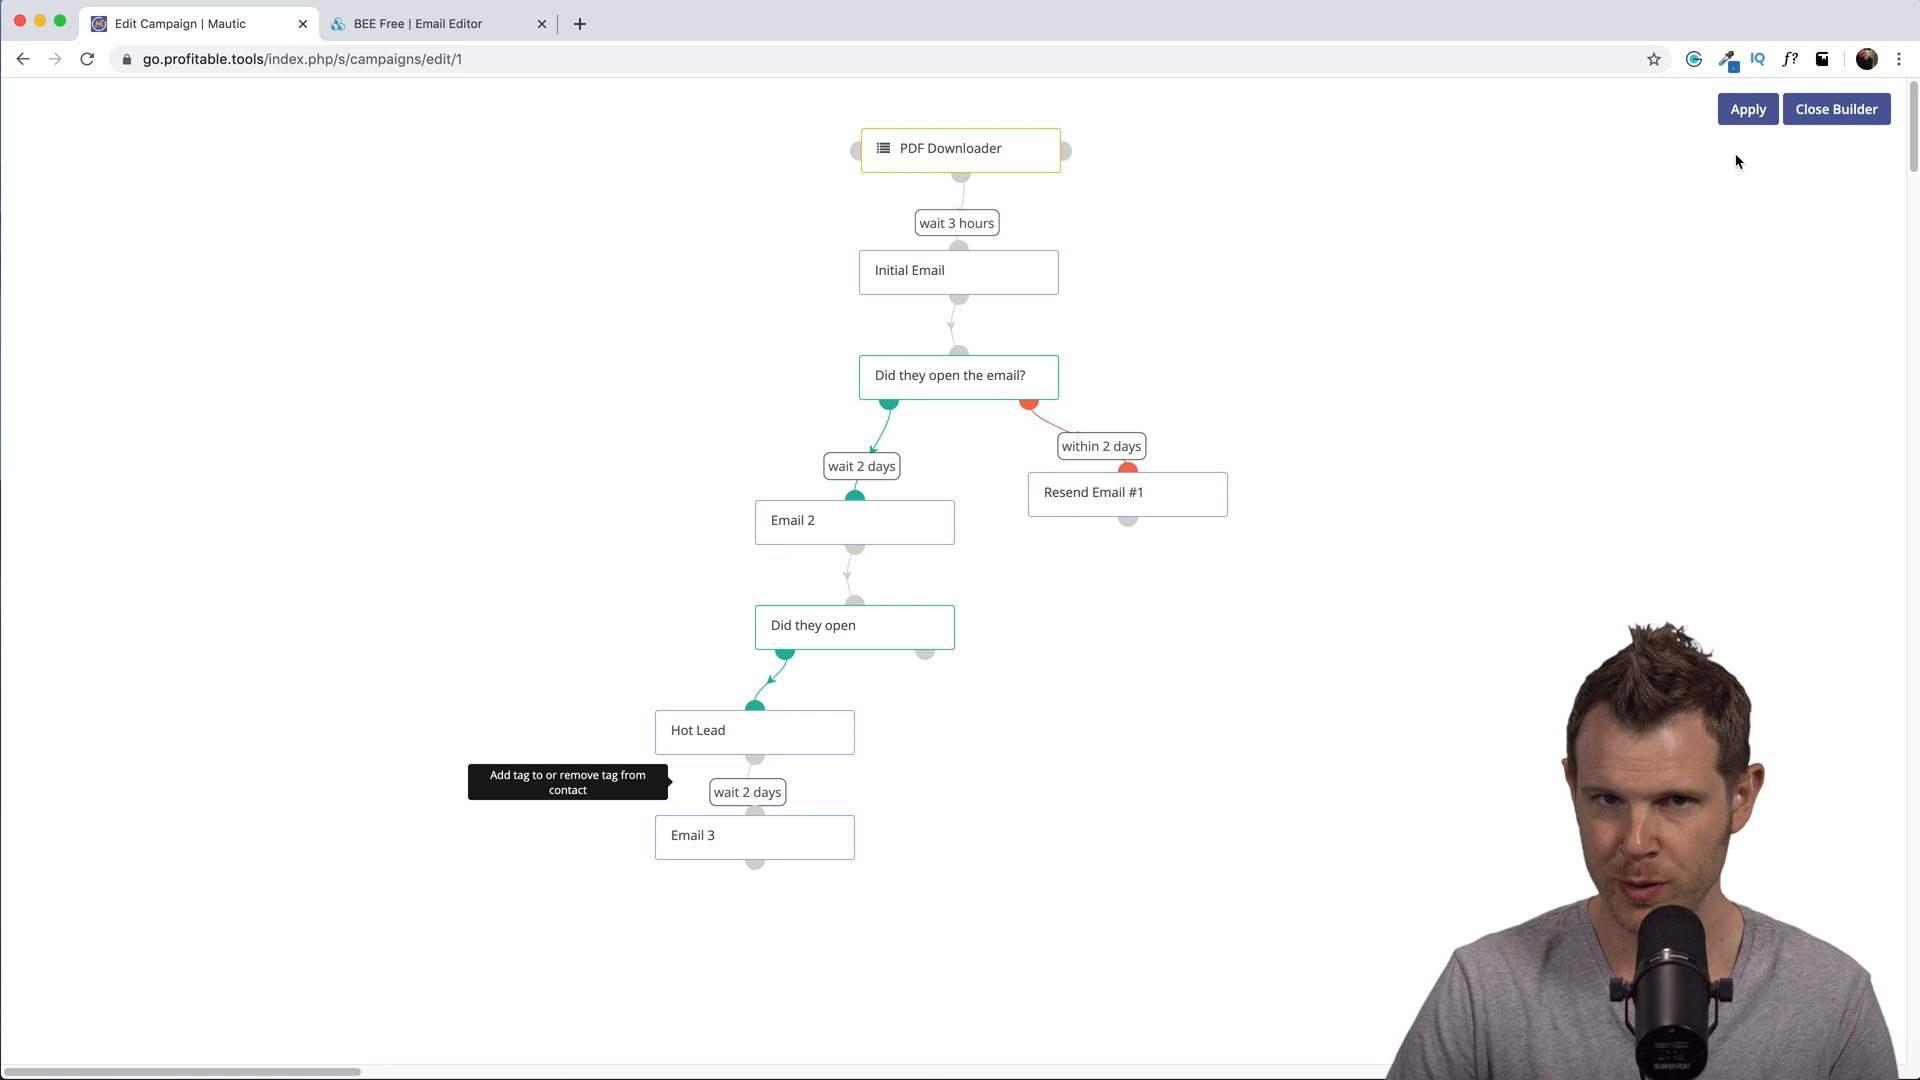 Edit Campaign | Mautic
BEE Free | Email Editor
go.profitable.tools/index.php/s/campaigns/edit/1
IQ
f?
Apply
Close Builder
PDF Downloader
wait 3 hours
Initial Email
Did they open the email?
within 2 days
wait 2 days
Resend Email #1
Email 2
Did they open
Hot Lead
Add tag to or remove tag from
contact
wait 2 days
Email 3
SHURE